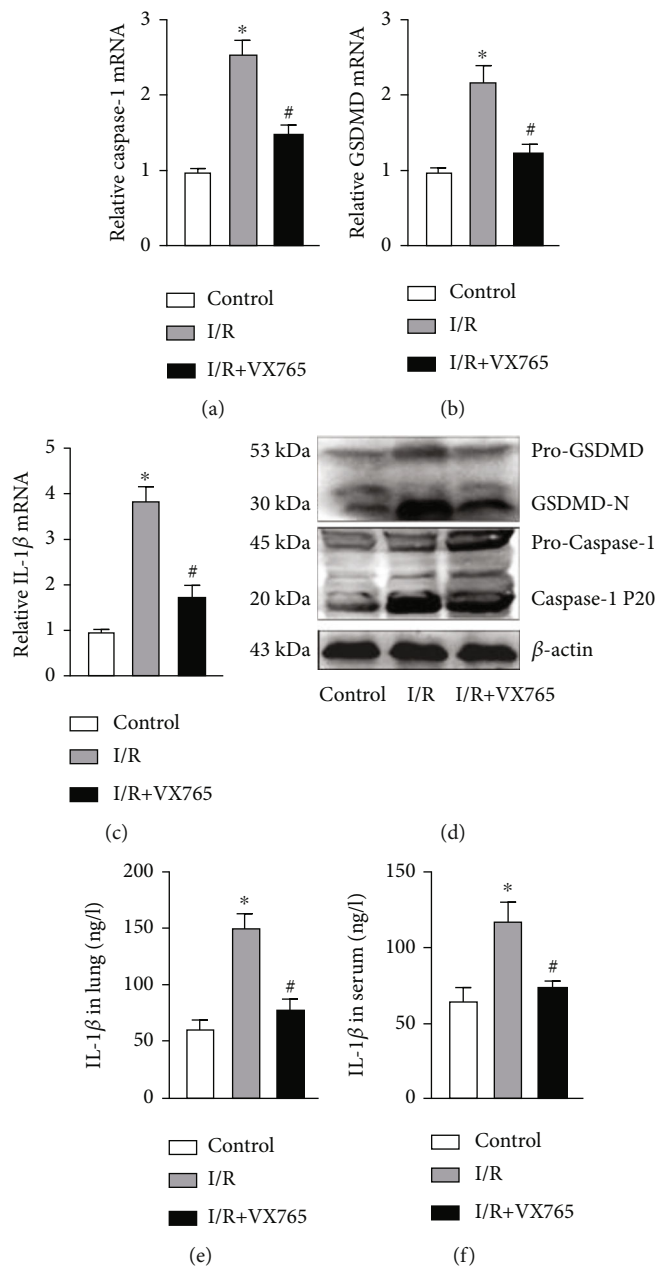 Relative caspase-1 mRNA
3
2
1
0
*
#
Control
I/R
I/R+VX765
(a)
Relative GSDMD mRNA
3
2
1
0
*
#
Control
I/R
I/R+VX765
(b)
Relative IL-1β mRNA
5
4
3
2
1
0
*
#
Control
I/R
I/R+VX765
(c)
53 kDa Pro-GSDMD
30 kDa GSDMD-N
45 kDa Pro-Caspase-1
20 kDa Caspase-1 P20
43 kDa β-actin
Control I/R I/R+VX765
(d)
IL-1β in lung (ng/l)
200
150
100
50
0
*
#
Control
I/R
I/R+VX765
(e)
IL-1β in serum (ng/l)
150
100
50
0
*
#
Control
I/R
I/R+VX765
(f)